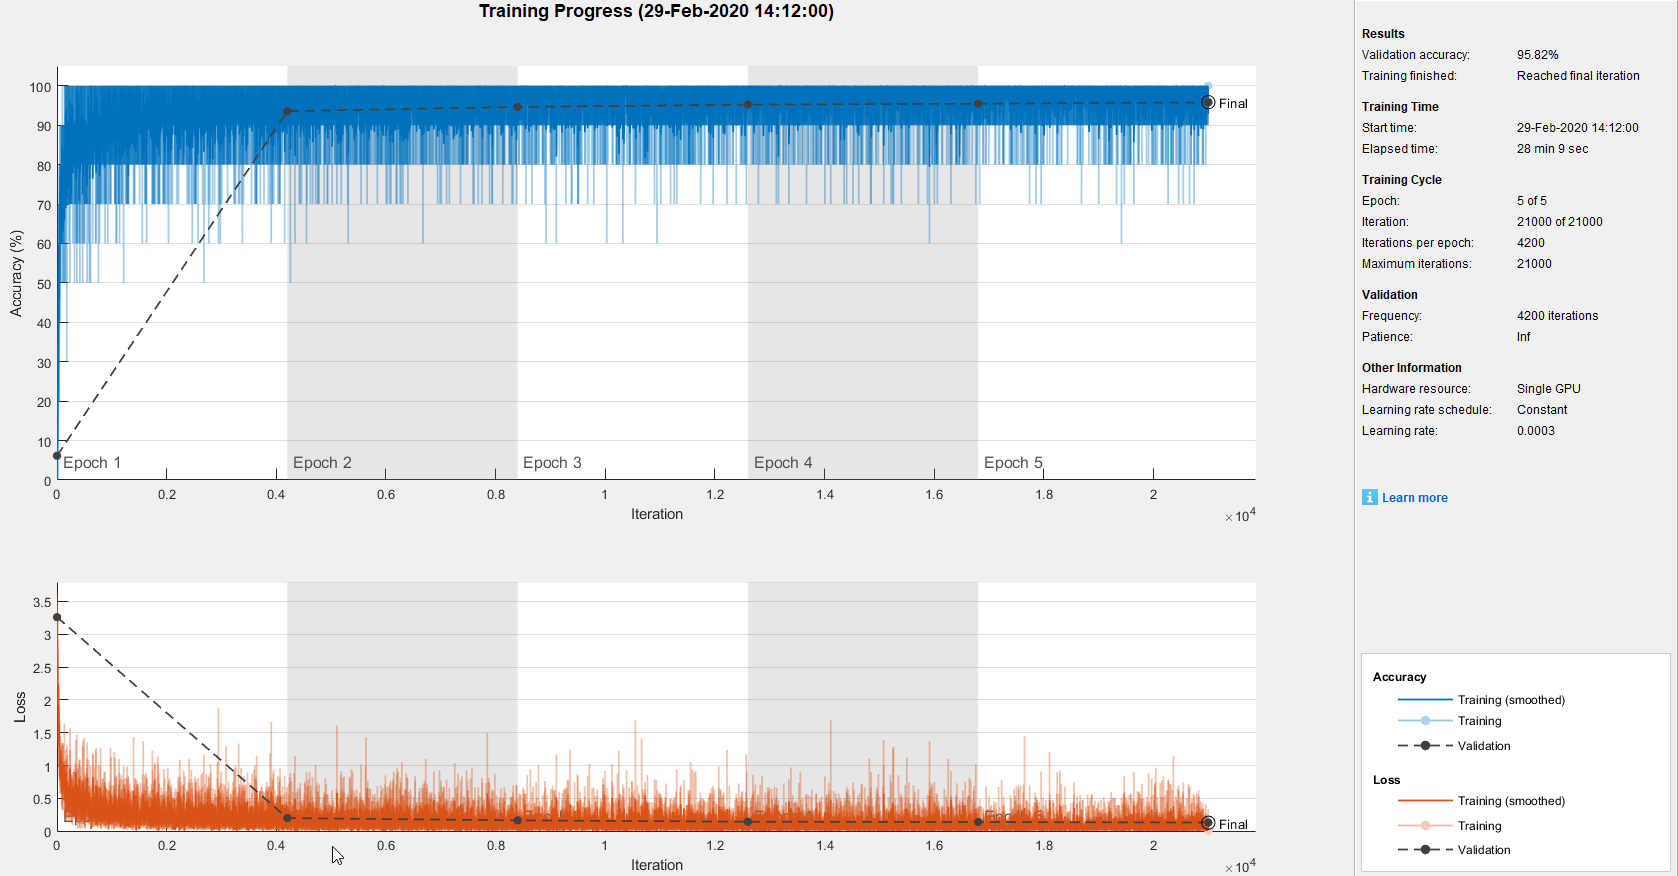 Training Progress (29-Feb-2020 14:12:00)
100
90
80
70
60
50
40
30
20
10
0
Accuracy (%)
Final
Epoch 1
Epoch 2
Epoch 3
Epoch 4
Epoch 5
0
0.2
0.4
0.6
0.8
1
1.2
1.4
1.6
1.8
2
Iteration
×10⁴
3.5
3
2.5
2
1.5
1
0.5
0
Loss
Final
0
0.2
0.4
0.6
0.8
1
1.2
1.4
1.6
1.8
2
Iteration
×10⁴
Results
Validation accuracy: 95.82%
Training finished: Reached final iteration
Training Time
Start time: 29-Feb-2020 14:12:00
Elapsed time: 28 min 9 sec
Training Cycle
Epoch: 5 of 5
Iteration: 21000 of 21000
Iterations per epoch: 4200
Maximum iterations: 21000
Validation
Frequency: 4200 iterations
Patience: Inf
Other Information
Hardware resource: Single GPU
Learning rate schedule: Constant
Learning rate: 0.0003
i Learn more
Accuracy
Training (smoothed)
Training
Validation
Loss
Training (smoothed)
Training
Validation